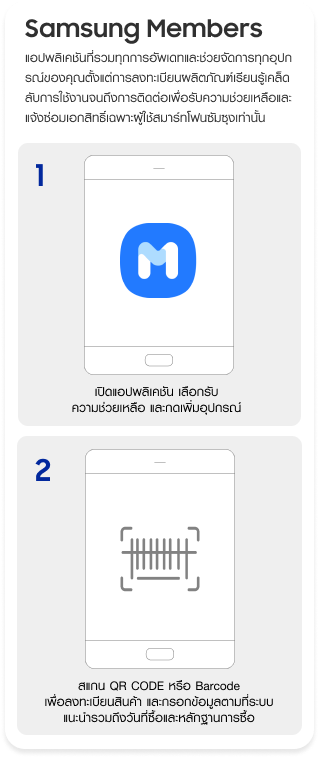 Samsung Members
แอปพลิเคชันที่รวมทุกการอัพเดทและช่วยจัดการทุกอุปก
รณ์ของคุณตั้งแต่การลงทะเบียนผลิตภัณฑ์เรียนรู้เคล็ด
ลับการใช้งานจนถึงการติดต่อเพื่อรับความช่วยเหลือและ
แจ้งซ่อมเอกสิทธิ์เฉพาะผู้ใช้สมาร์ทโฟนซัมซุงเท่านั้น
1
เปิดแอปพลิเคชัน เลือกรับ
ความช่วยเหลือ และกดเพิ่มอุปกรณ์
2
สแกน QR CODE หรือ Barcode
เพื่อลงทะเบียนสินค้า และกรอกข้อมูลตามที่ระบบ
แนะนำรวมถึงวันที่ซื้อและหลักฐานการซื้อ